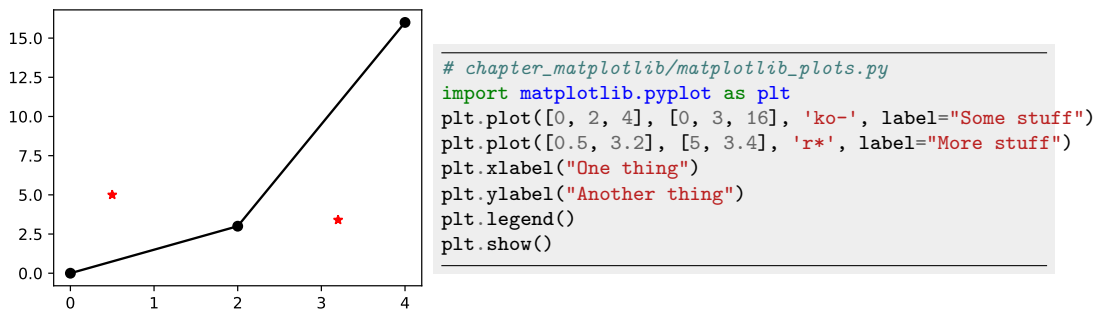 15.0
12.5
10.0
7.5
5.0
2.5
0.0
0 1 2 3 4
# chapter_matplotlib/matplotlib_plots.py
import matplotlib.pyplot as plt
plt.plot([0, 2, 4], [0, 3, 16], 'ko-', label="Some stuff")
plt.plot([0.5, 3.2], [5, 3.4], 'r*', label="More stuff")
plt.xlabel("One thing")
plt.ylabel("Another thing")
plt.legend()
plt.show()